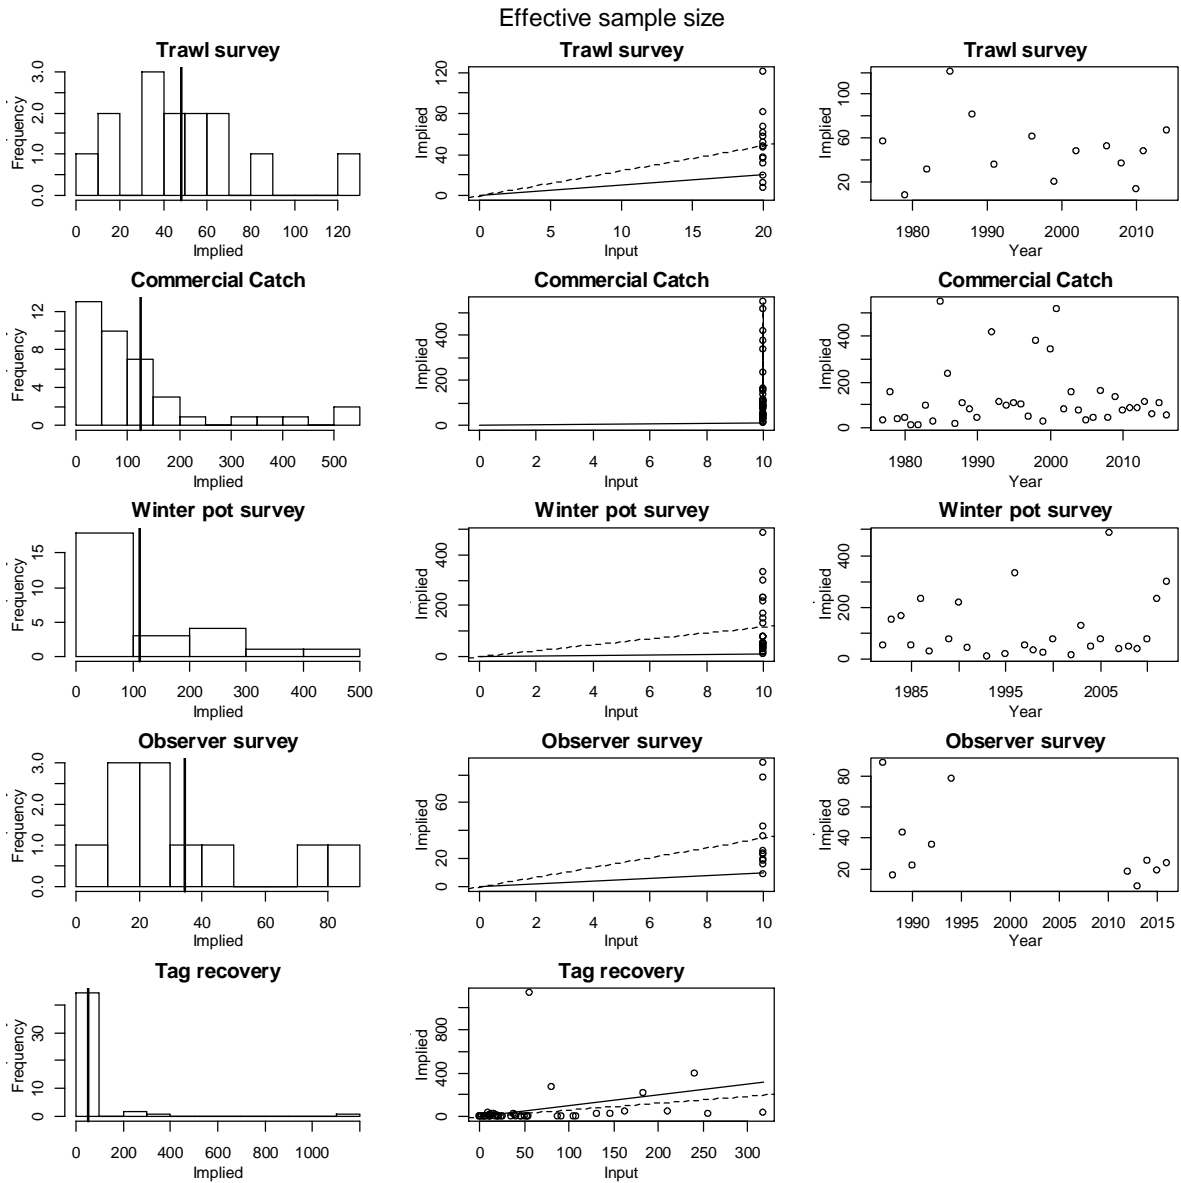 Effective sample size
Trawl survey
Trawl survey
Trawl survey
Frequency
0.0 1.0 2.0 3.0
0 20 40 60 80 100 120
Implied
Implied
0 40 80 120
0 5 10 15 20
Input
Implied
20 60 100
1980 1990 2000 2010
Year
Commercial Catch
Commercial Catch
Commercial Catch
Frequency
0 4 8 12
0 100 200 300 400 500
Implied
Implied
0 200 400
0 2 4 6 8 10
Input
Implied
0 200 400
1980 1990 2000 2010
Year
Winter pot survey
Winter pot survey
Winter pot survey
Frequency
0 5 10 15
0 100 200 300 400 500
Implied
Implied
0 200 400
0 2 4 6 8 10
Input
Implied
0 200 400
1985 1995 2005
Year
Observer survey
Observer survey
Observer survey
Frequency
0.0 1.0 2.0 3.0
0 20 40 60 80
Implied
Implied
0 20 60
0 2 4 6 8 10
Input
Implied
20 40 60 80
1990 1995 2000 2005 2010 2015
Year
Tag recovery
Tag recovery
Frequency
0 10 30
0 200 400 600 800 1000
Implied
Implied
0 400 800
0 50 100 150 200 250 300
Input